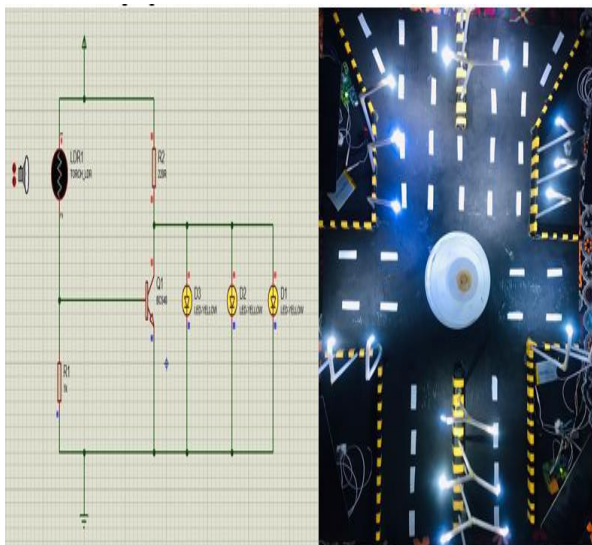 LDR1
TORCH_LDR
R2
220R
Q1
BC548
D3
LED-YELLOW
D2
LED-YELLOW
D1
LED-YELLOW
R1
1k